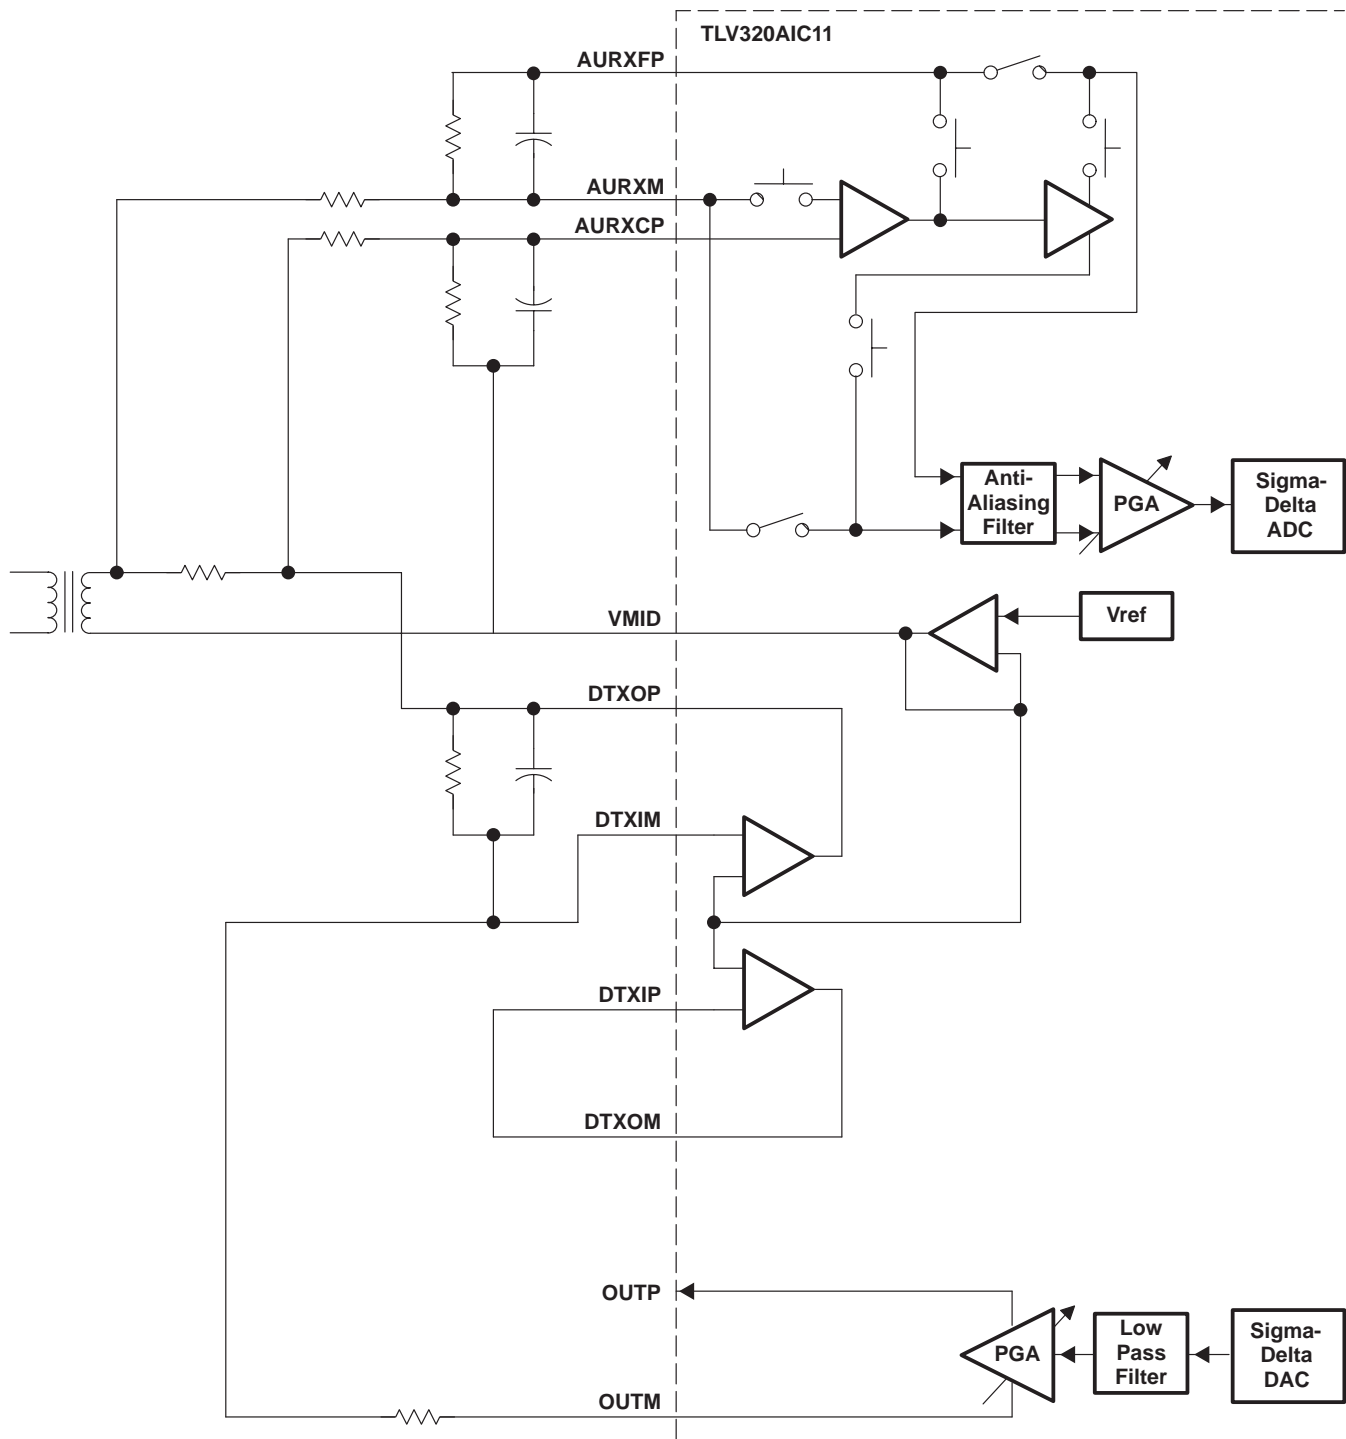 TLV320AIC11
AURXFP
AURXM
AURXCP
Anti-
Aliasing
Filter
PGA
Sigma-
Delta
ADC
VMID
Vref
DTXOP
DTXIM
DTXIP
DTXOM
OUTP
PGA
Low
Pass
Filter
Sigma-
Delta
DAC
OUTM